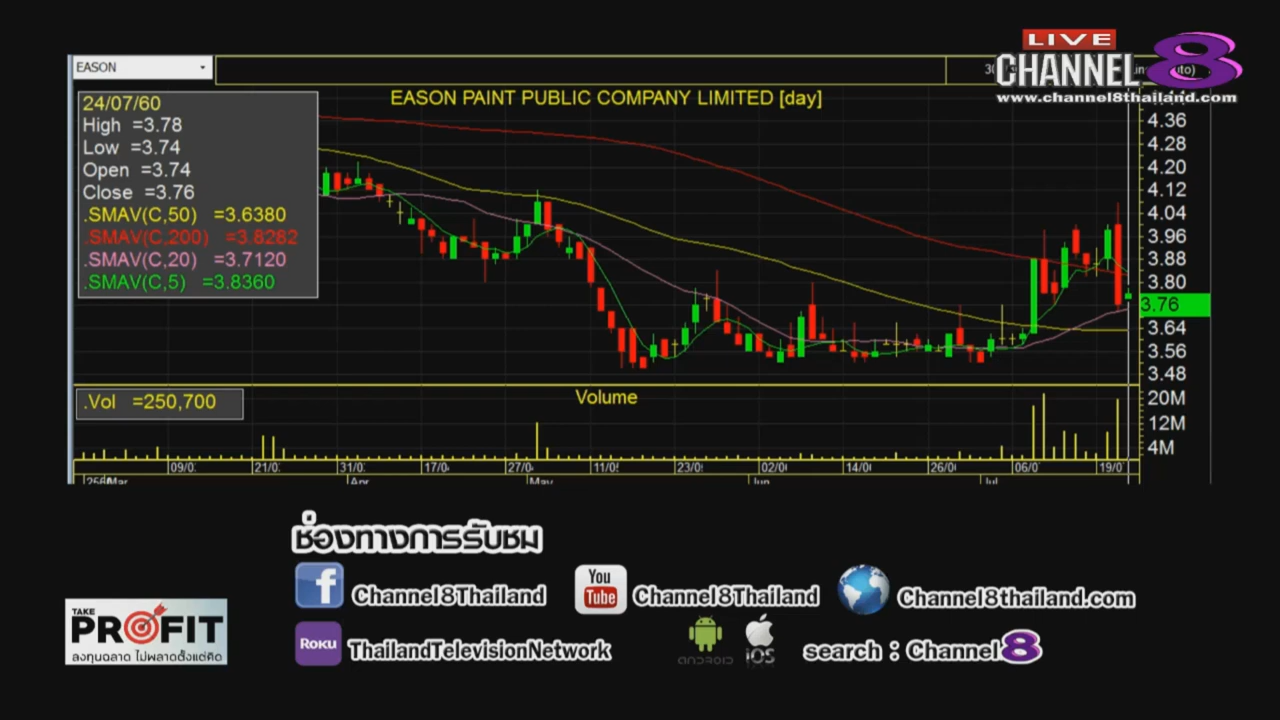 LIVE
CHANNEL 8
www.channel8thailand.com
EASON
EASON PAINT PUBLIC COMPANY LIMITED [day]
24/07/60
High =3.78
Low =3.74
Open =3.74
Close =3.76
.SMAV(C,50) =3.6380
.SMAV(C,200) =3.8282
.SMAV(C,20) =3.7120
.SMAV(C,5) =3.8360
4.36
4.28
4.20
4.12
4.04
3.96
3.88
3.80
3.76
3.64
3.56
3.48
.Vol =250,700
Volume
20M
12M
4M
09/0 21/0 31/0 17/0 27/0 11/0 23/0 02/0 14/0 26/0 06/0 19/0
Mar Apr May Jun Jul
ช่องทางการรับชม
Channel8Thailand
You Tube Channel8Thailand
Channel8thailand.com
TAKE
PROFIT
ลงทุนฉลาด ไม่พลาดตั้งแต่คิด
ROKU ThailandTelevisionNetwork
ANDROID iOS
search : Channel 8